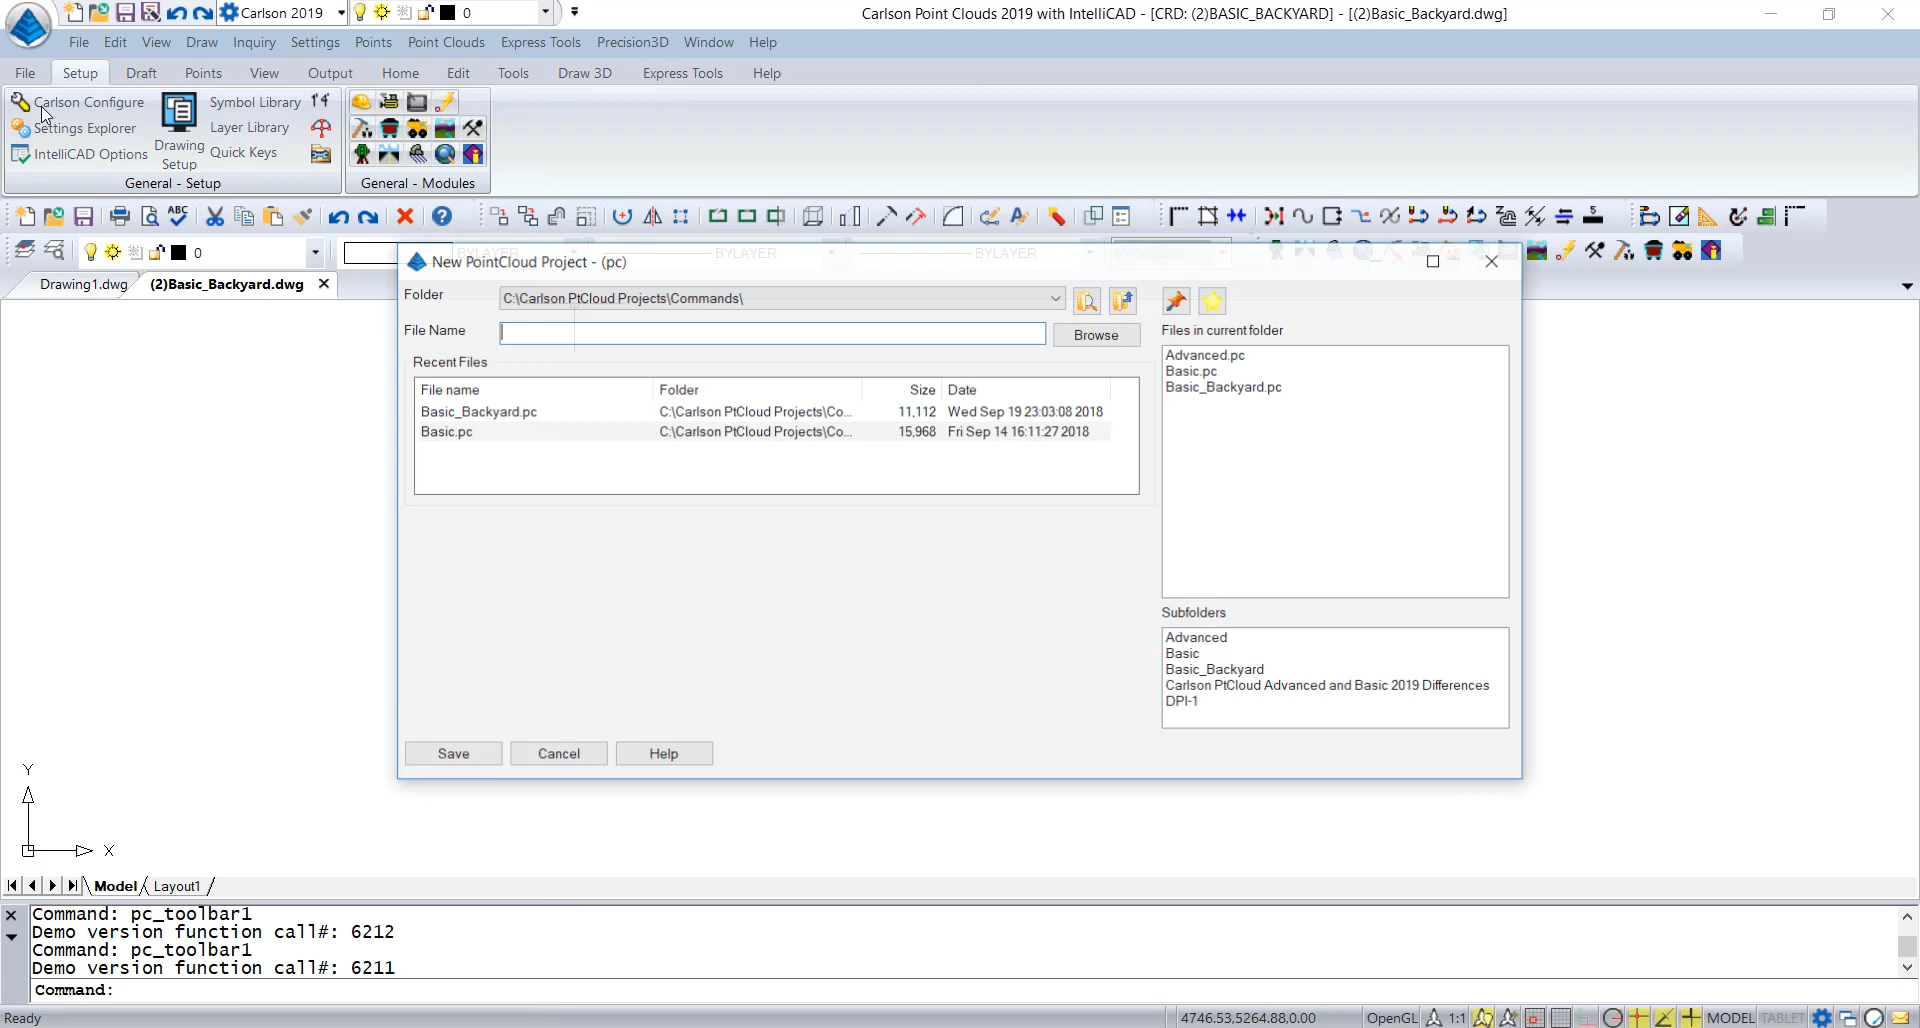 Carlson 2019
0
Carlson Point Clouds 2019 with IntelliCAD - [CRD: (2)BASIC_BACKYARD] - [(2)Basic_Backyard.dwg]
File Edit View Draw Inquiry Settings Points Point Clouds Express Tools Precision3D Window Help
File Setup Draft Points View Output Home Edit Tools Draw 3D Express Tools Help
Carlson Configure
Settings Explorer
IntelliCAD Options
Drawing
Setup
Symbol Library
Layer Library
Quick Keys
General - Setup
General - Modules
ABC
5
0
BYLAYER
BYLAYER
BYLAYER
Drawing1.dwg
(2)Basic_Backyard.dwg
New PointCloud Project - (pc)
Folder
C:\Carlson PtCloud Projects\Commands\
File Name
Browse
Files in current folder
Advanced.pc
Basic.pc
Basic_Backyard.pc
Recent Files
File name Folder Size Date
Basic_Backyard.pc C:\Carlson PtCloud Projects\Co... 11,112 Wed Sep 19 23:03:08 2018
Basic.pc C:\Carlson PtCloud Projects\Co... 15,968 Fri Sep 14 16:11:27 2018
Subfolders
Advanced
Basic
Basic_Backyard
Carlson PtCloud Advanced and Basic 2019 Differences
DPI-1
Save
Cancel
Help
Y
X
Model
Layout1
Command: pc_toolbar1
Demo version function call#: 6212
Command: pc_toolbar1
Demo version function call#: 6211
Command:
Ready
4746.53,5264.88,0.00
OpenGL
1:1
MODEL
TABLET